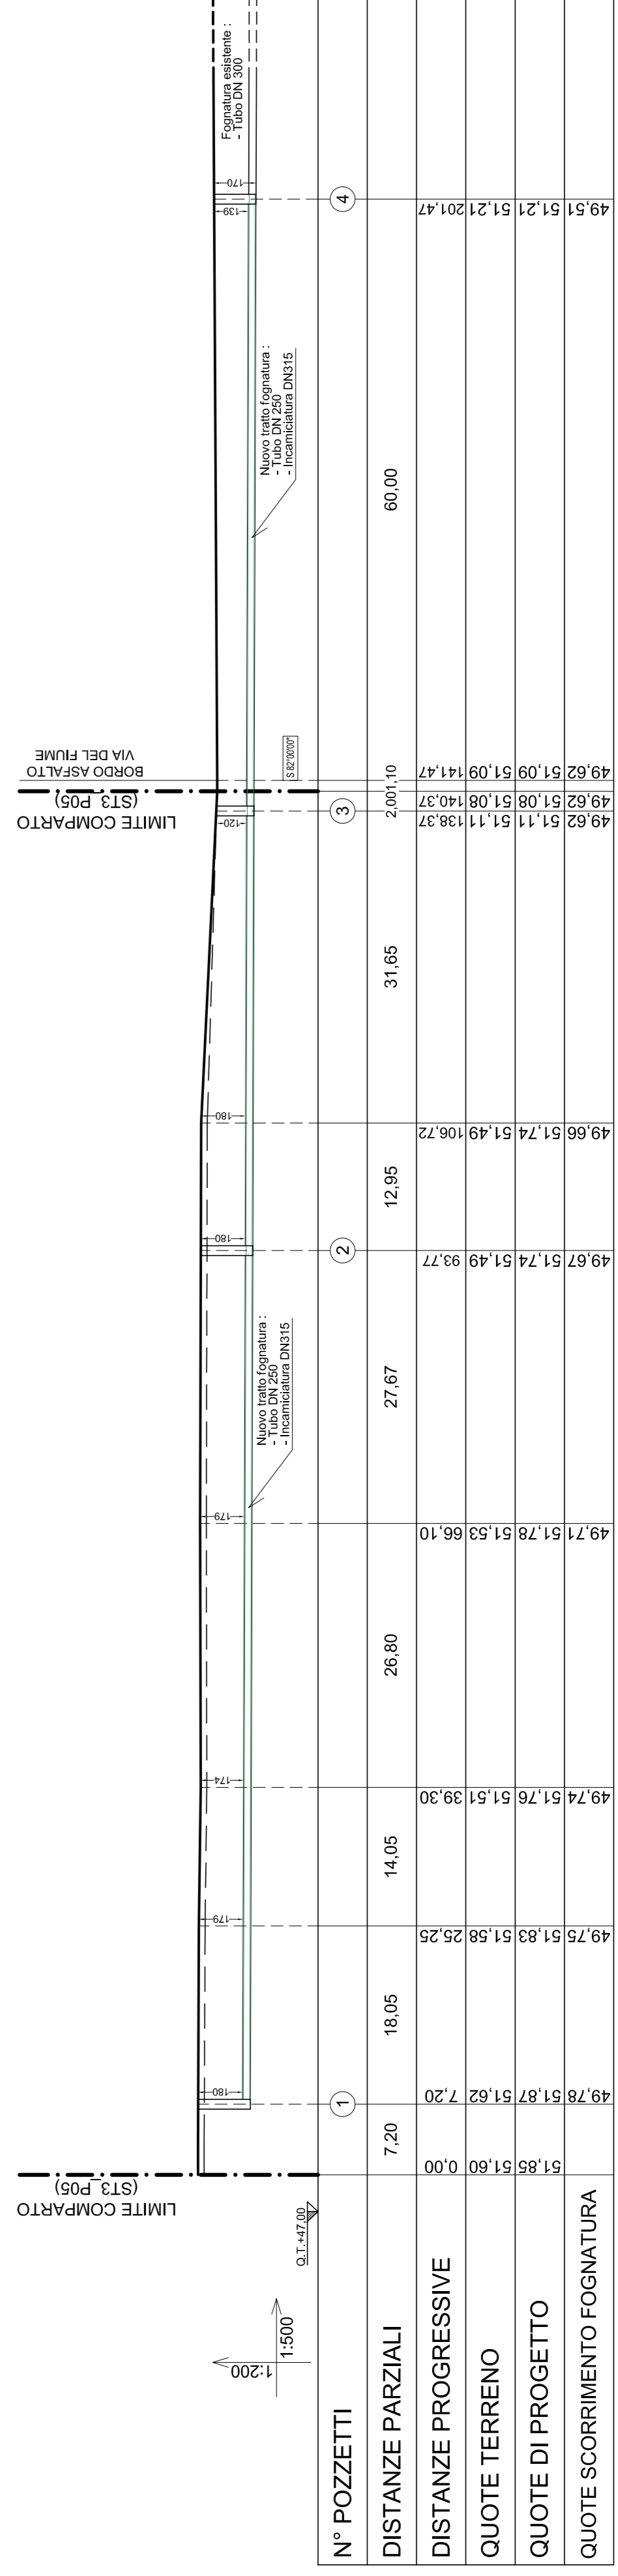 LIMITE COMPARTO
(ST3_P05)
LIMITE COMPARTO
(ST3_P05)
BORDO ASFALTO
VIA DEL FIUME
Fognatura esistente :
- Tubo DN 300
Nuovo tratto fognatura :
- Tubo DN 250
- Incamiciatura DN315
Nuovo tratto fognatura :
- Tubo DN 250
- Incamiciatura DN315
180 179 174 179 180 180 120 139 170
S 82°00'00"
1:200
1:500
Q.T.+47,00
N° POZZETTI 1 2 3 4
DISTANZE PARZIALI 7,20 18,05 14,05 26,80 27,67 12,95 31,65 2,00 1,10 60,00
DISTANZE PROGRESSIVE 0,00 7,20 25,25 39,30 66,10 93,77 106,72 138,37 140,37 141,47 201,47
QUOTE TERRENO 51,60 51,62 51,58 51,51 51,53 51,49 51,49 51,11 51,08 51,09 51,21
QUOTE DI PROGETTO 51,85 51,87 51,83 51,76 51,78 51,74 51,74 51,11 51,08 51,09 51,21
QUOTE SCORRIMENTO FOGNATURA 49,78 49,75 49,74 49,71 49,67 49,66 49,62 49,62 49,62 49,51